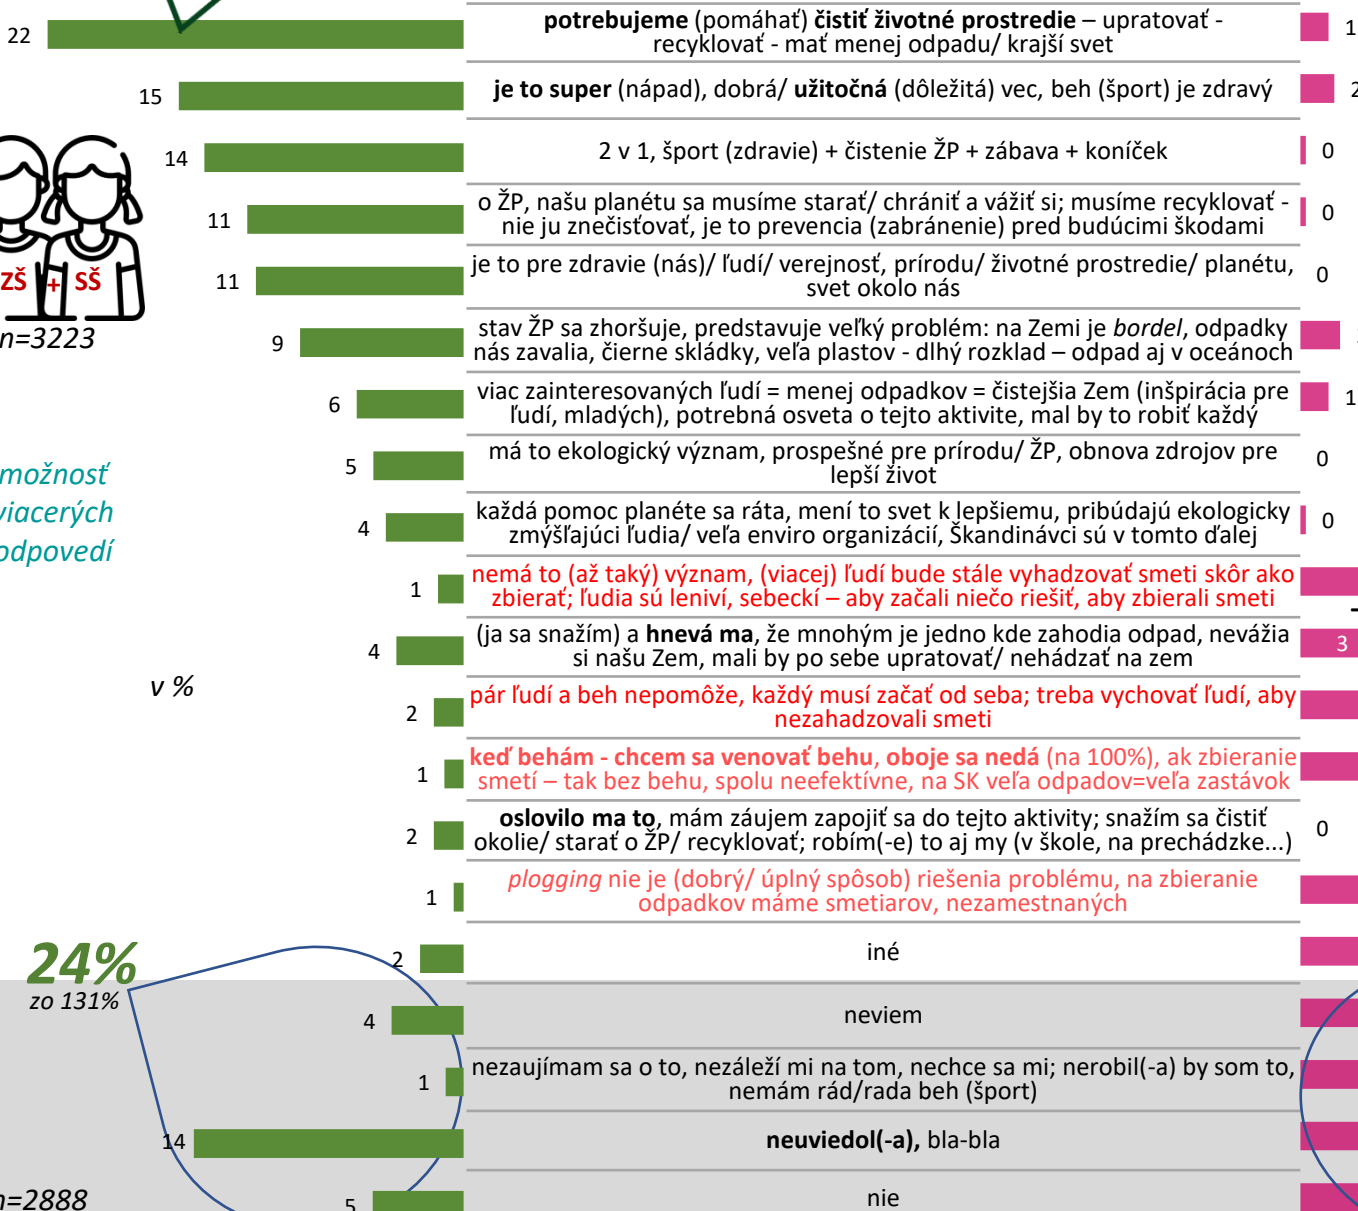 22
potrebujeme (pomáhať) čistiť životné prostredie – upratovať -
recyklovať - mať menej odpadu/ krajší svet
1
15
je to super (nápad), dobrá/ užitočná (dôležitá) vec, beh (šport) je zdravý
2
14
2 v 1, šport (zdravie) + čistenie ŽP + zábava + koníček
0
11
o ŽP, našu planétu sa musíme starať/ chrániť a vážiť si; musíme recyklovať -
nie ju znečisťovať, je to prevencia (zabránenie) pred budúcimi škodami
0
ZŠ + SŠ
n=3223
11
je to pre zdravie (nás)/ ľudí/ verejnosť, prírodu/ životné prostredie/ planétu,
svet okolo nás
0
9
stav ŽP sa zhoršuje, predstavuje veľký problém: na Zemi je bordel, odpadky
nás zavalia, čierne skládky, veľa plastov - dlhý rozklad – odpad aj v oceánoch
6
viac zainteresovaných ľudí = menej odpadkov = čistejšia Zem (inšpirácia pre
ľudí, mladých), potrebná osveta o tejto aktivite, mal by to robiť každý
1
možnosť
viacerých
odpovedí
5
má to ekologický význam, prospešné pre prírodu/ ŽP, obnova zdrojov pre
lepší život
0
4
každá pomoc planéte sa ráta, mení to svet k lepšiemu, pribúdajú ekologicky
zmýšľajúci ľudia/ veľa enviro organizácií, Škandinávci sú v tomto ďalej
0
1
nemá to (až taký) význam, (viacej) ľudí bude stále vyhadzovať smeti skôr ako
zbierať; ľudia sú leniví, sebeckí – aby začali niečo riešiť, aby zbierali smeti
4
(ja sa snažím) a hnevá ma, že mnohým je jedno kde zahodia odpad, nevážia
si našu Zem, mali by po sebe upratovať/ nehádzať na zem
3
v %
2
pár ľudí a beh nepomôže, každý musí začať od seba; treba vychovať ľudí, aby
nezahadzovali smeti
1
keď behám - chcem sa venovať behu, oboje sa nedá (na 100%), ak zbieranie
smetí – tak bez behu, spolu neefektívne, na SK veľa odpadov=veľa zastávok
2
oslovilo ma to, mám záujem zapojiť sa do tejto aktivity; snažím sa čistiť
okolie/ starať o ŽP/ recyklovať; robím(-e) to aj my (v škole, na prechádzke...)
0
1
plogging nie je (dobrý/ úplný spôsob) riešenia problému, na zbieranie
odpadkov máme smetiarov, nezamestnaných
24%
zo 131%
2
iné
4
neviem
1
nezaujímam sa o to, nezáleží mi na tom, nechce sa mi; nerobil(-a) by som to,
nemám rád/rada beh (šport)
14
neuviedol(-a), bla-bla
n=2888
5
nie